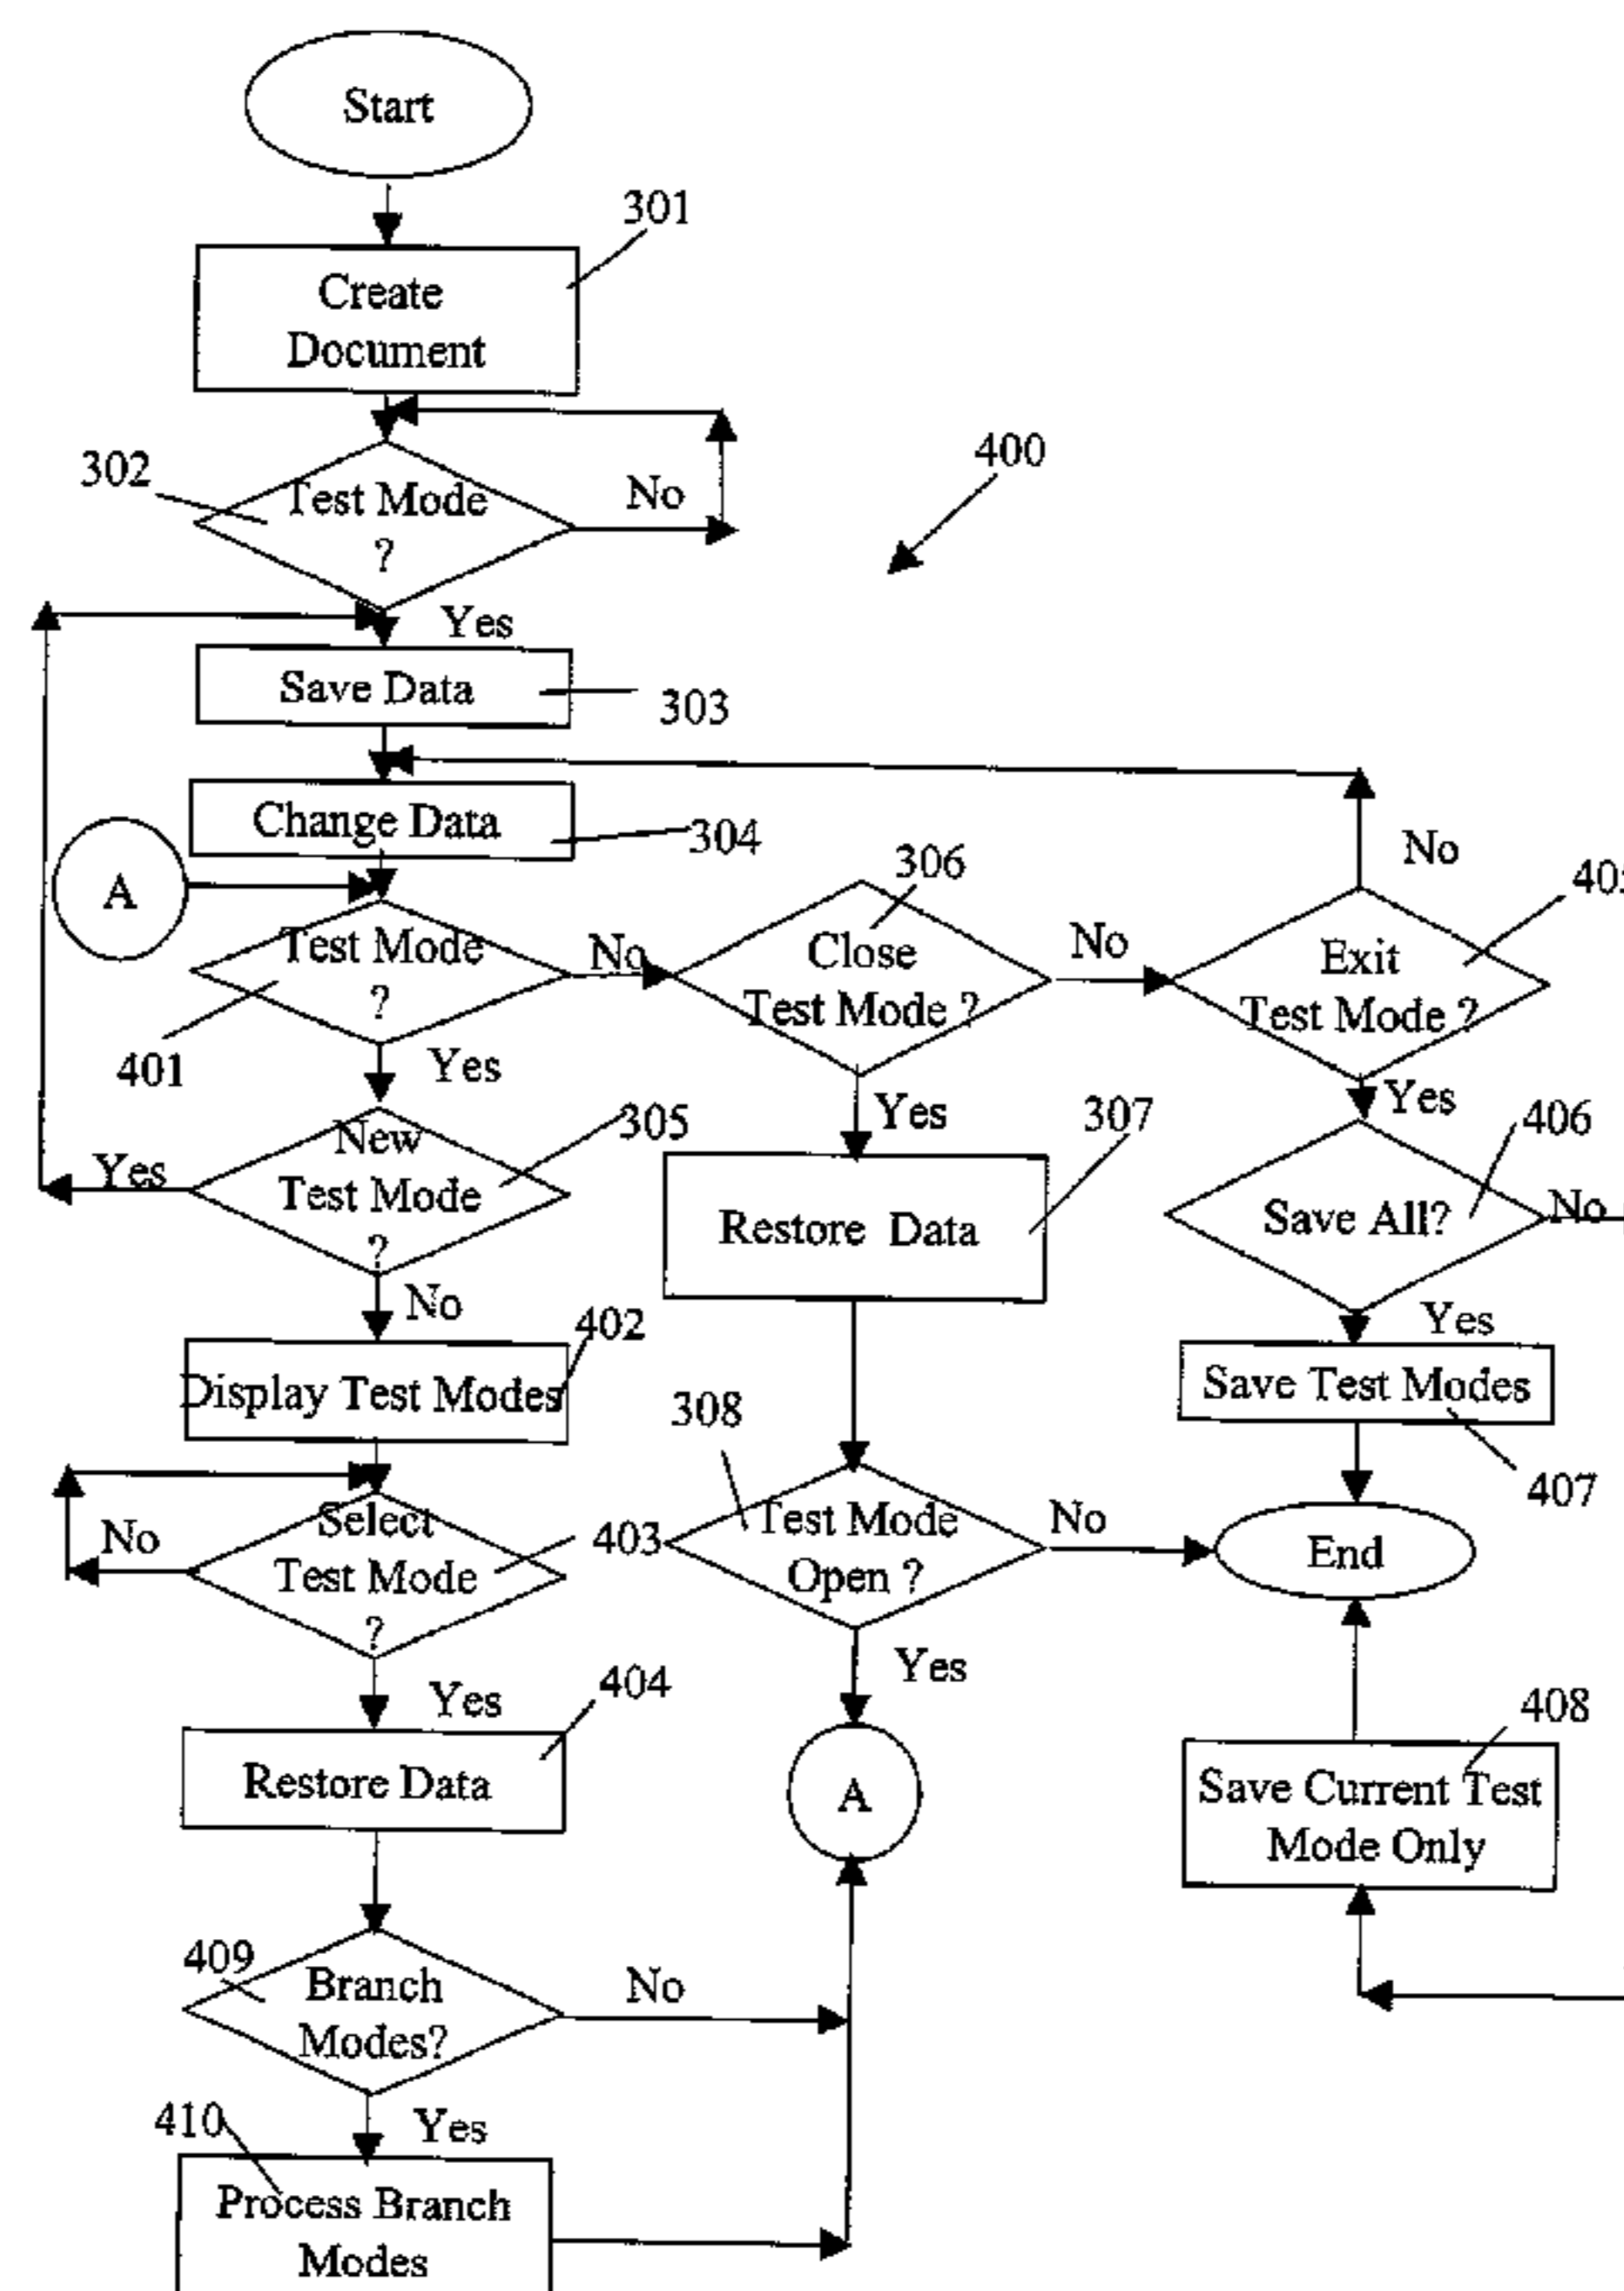 Start
301
Create
Document
302
Test Mode
?
No
400
Yes
Save Data
303
Change Data
304
A
306
No
Test Mode
?
No
Close
Test Mode ?
No
Exit
Test Mode ?
401
Yes
New
Test Mode
?
305
Yes
Yes
307
Yes
406
Restore Data
Save All?
No
No
402
Display Test Modes
308
Yes
Save Test Modes
407
Select
Test Mode
?
No
403
Test Mode
Open ?
No
End
Yes
404
Yes
Restore Data
A
408
Save Current Test
Mode Only
409
Branch
Modes?
No
410
Yes
Process Branch
Modes